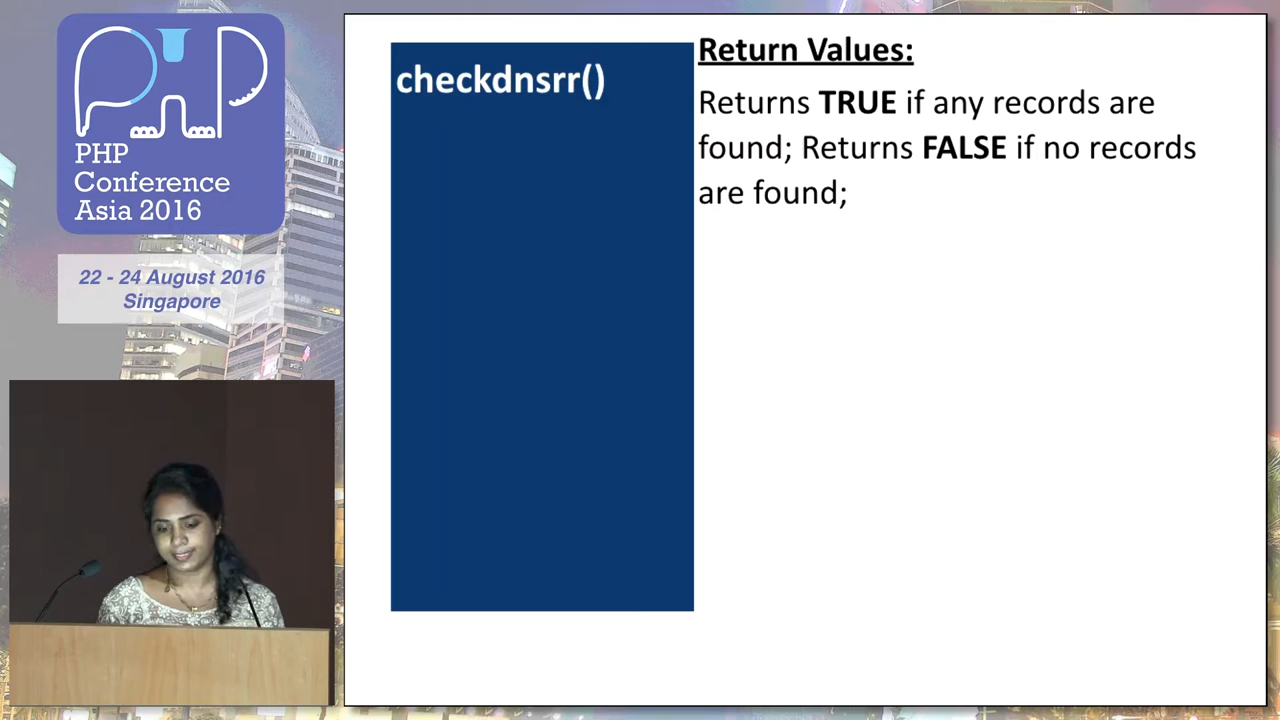 PHP
Conference
Asia 2016
22 - 24 August 2016
Singapore
checkdnsrr()
Return Values:
Returns TRUE if any records are
found; Returns FALSE if no records
are found;